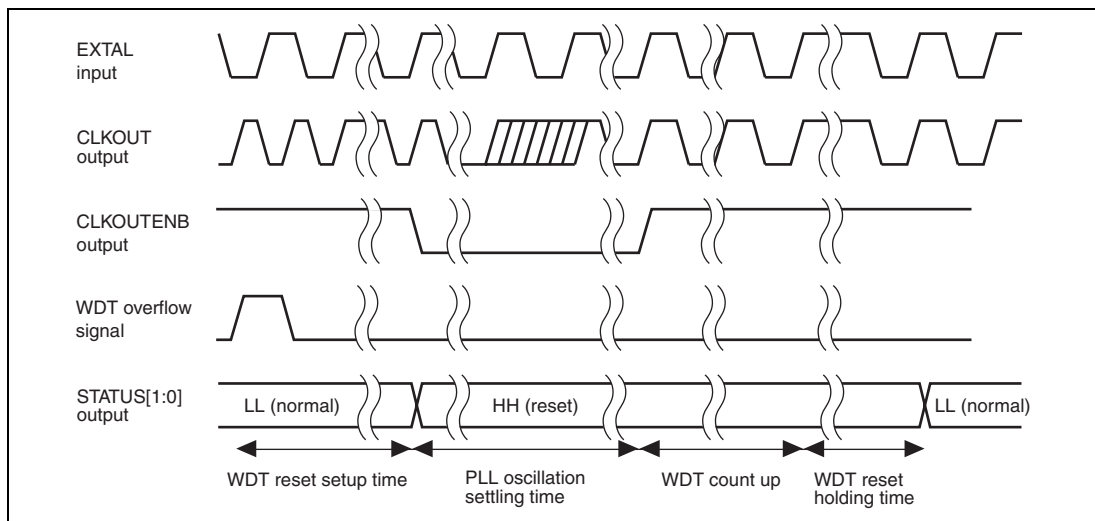 EXTAL
input
CLKOUT
output
CLKOUTENB
output
WDT overflow
signal
STATUS[1:0]
output
LL (normal)
HH (reset)
LL (normal)
WDT reset setup time
PLL oscillation
settling time
WDT count up
WDT reset
holding time